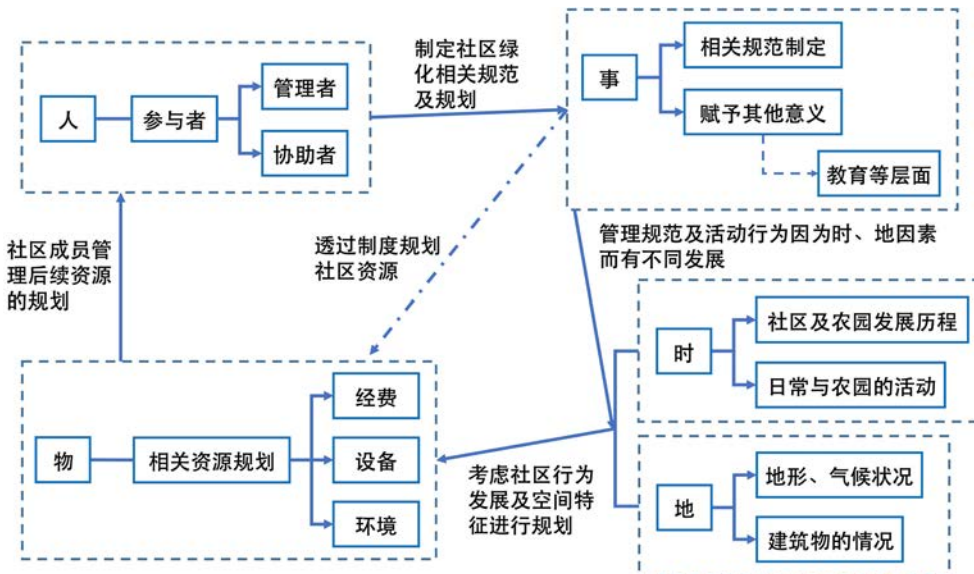 人
参与者
管理者
协助者
制定社区绿
化相关规范
及规划
事
相关规范制定
赋予其他意义
教育等层面
社区成员管
理后续资源
的规划
透过制度规划
社区资源
管理规范及活动行为因为时、地因素
而有不同发展
时
社区及农园发展历程
日常与农园的活动
物
相关资源规划
经费
设备
环境
考虑社区行为
发展及空间特
征进行规划
地
地形、气候状况
建筑物的情况